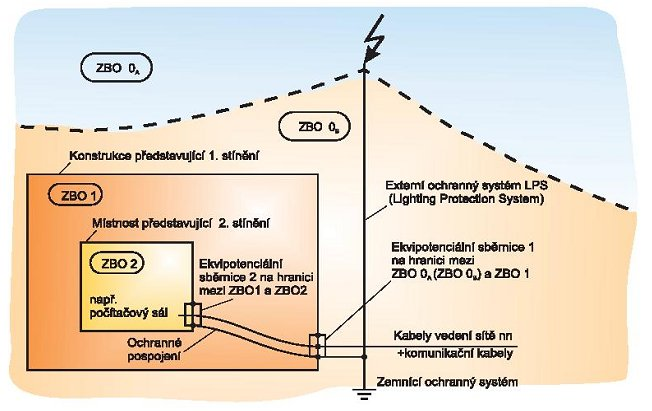 ZBO 0A
ZBO 0B
Konstrukce představující 1. stínění
ZBO 1
Místnost představující 2. stínění
ZBO 2
např.
počítačový sál
Ekvipotenciální
sběrnice 2 na hranici
mezi ZBO1 a ZBO2
Ochranné
pospojení
Externí ochranný systém LPS
(Lighting Protection System)
Ekvipotenciální sběrnice 1
na hranici mezi
ZBO 0A (ZBO 0B) a ZBO 1
Kabely vedení sítě nn
+komunikační kabely
Zemnící ochranný systém